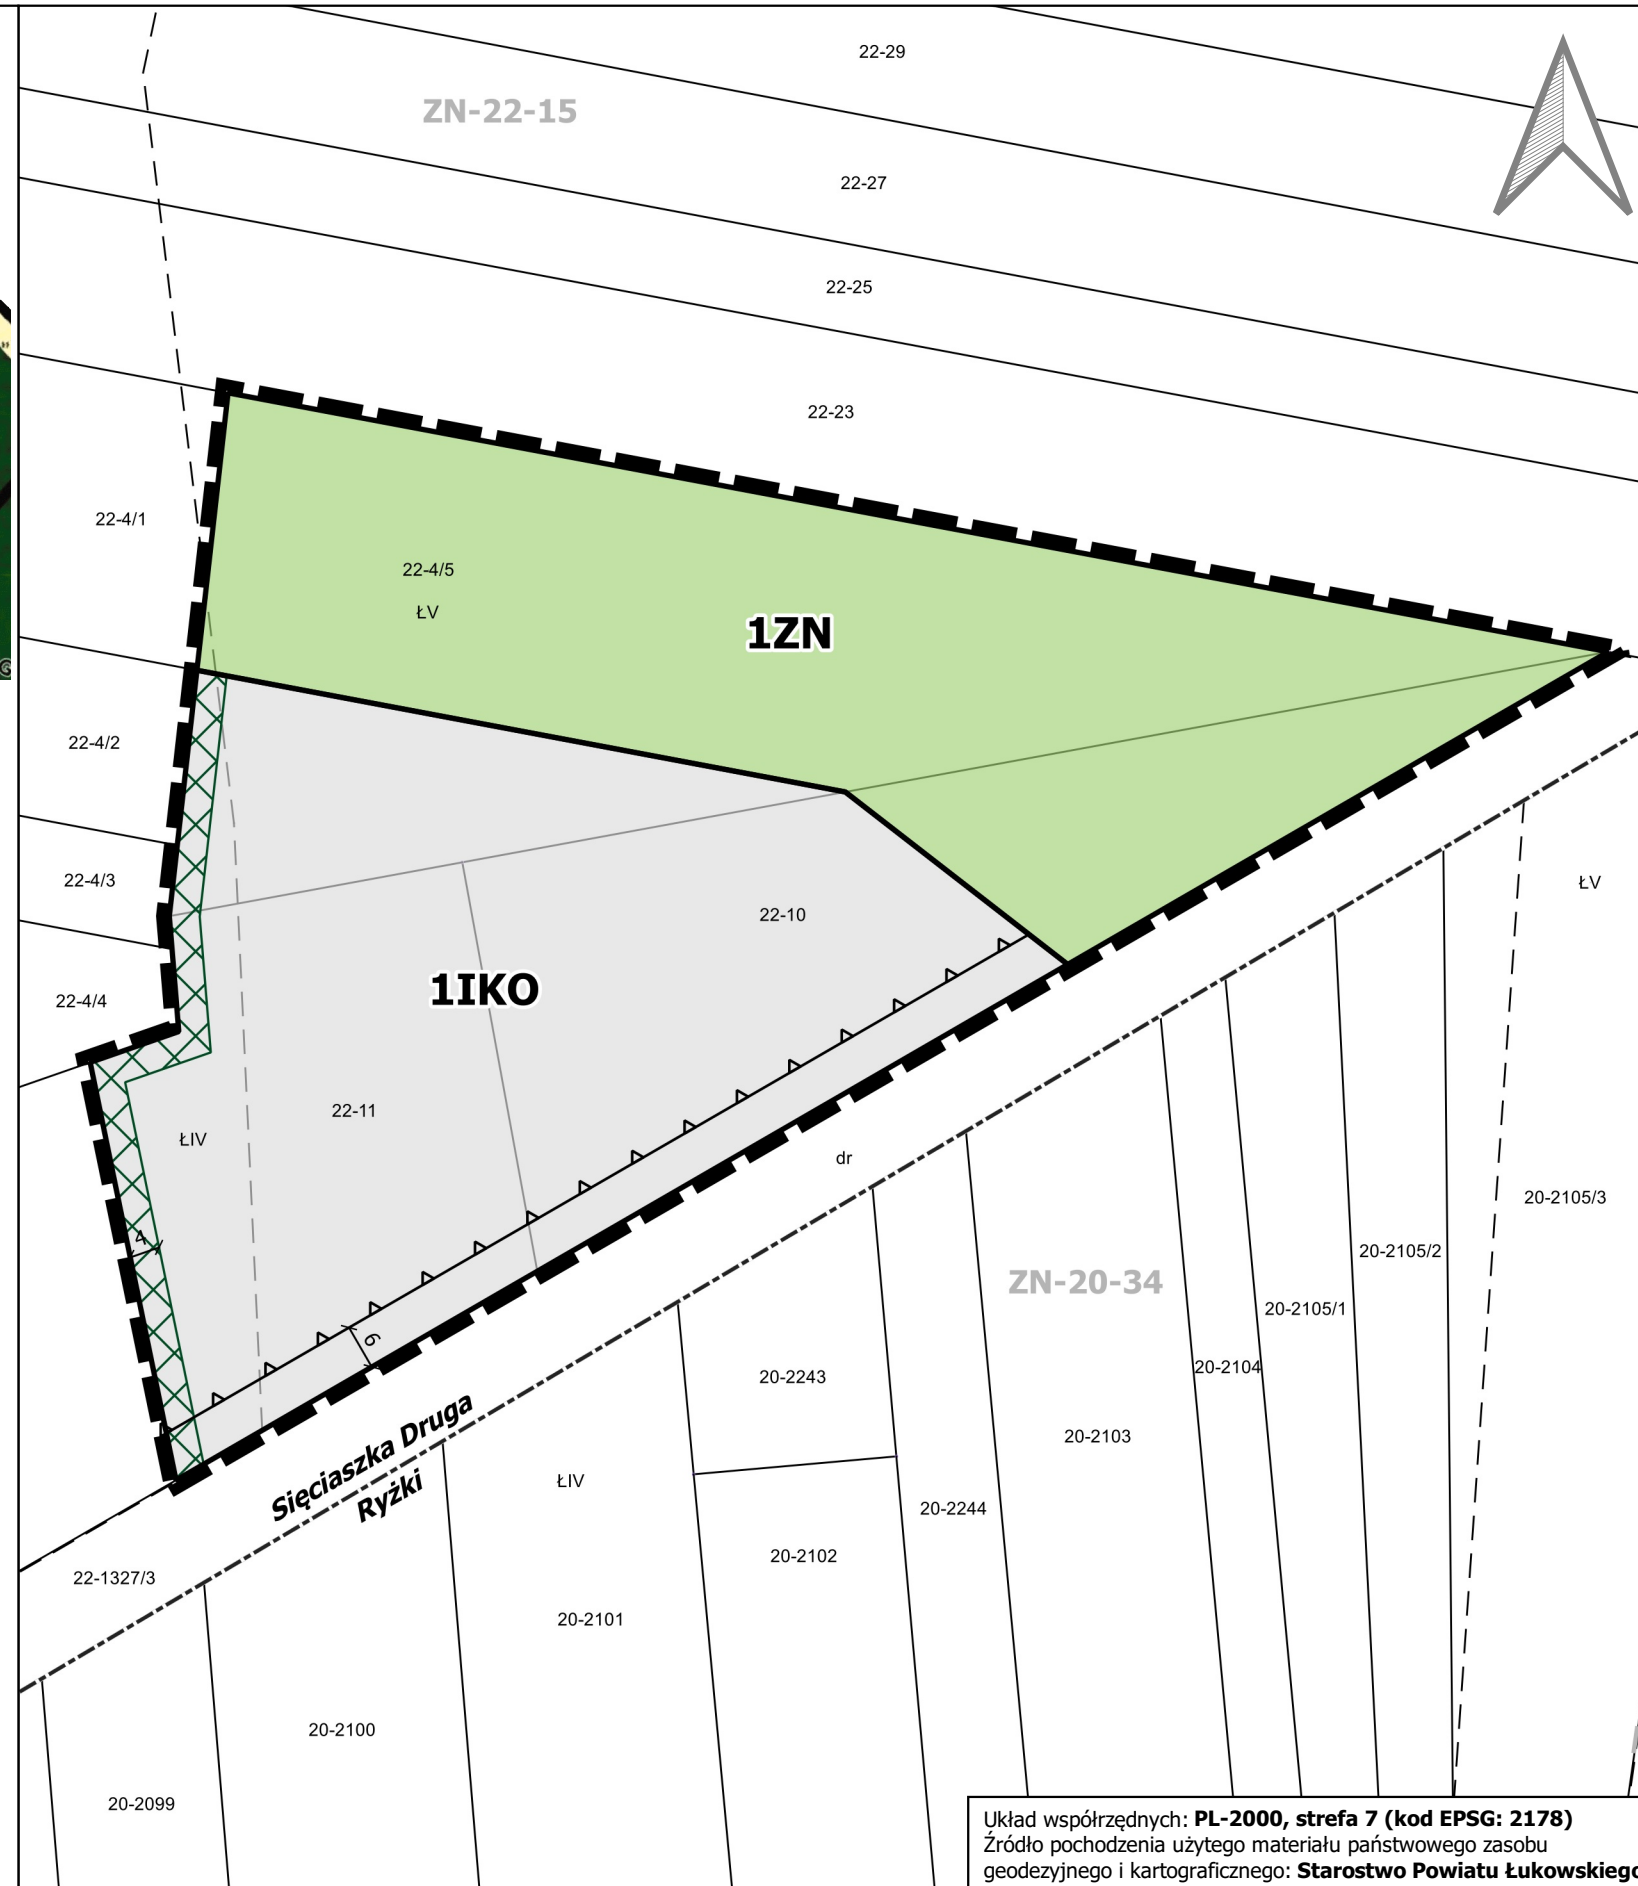 22-29
ZN-22-15
22-27
22-25
22-23
22-4/1
22-4/5
ŁV
1ZN
22-4/2
22-4/3
ŁV
22-10
1IKO
22-4/4
22-11
ŁIV
dr
20-2105/3
4
20-2105/2
ZN-20-34
20-2105/1
6
20-2104
20-2243
Sięciaszka Druga
20-2103
Ryżki
ŁIV
20-2244
20-2102
22-1327/3
20-2101
20-2100
20-2099
Układ współrzędnych: PL-2000, strefa 7 (kod EPSG: 2178)
Źródło pochodzenia użytego materiału państwowego zasobu
geodezyjnego i kartograficznego: Starostwo Powiatu Łukowskiego